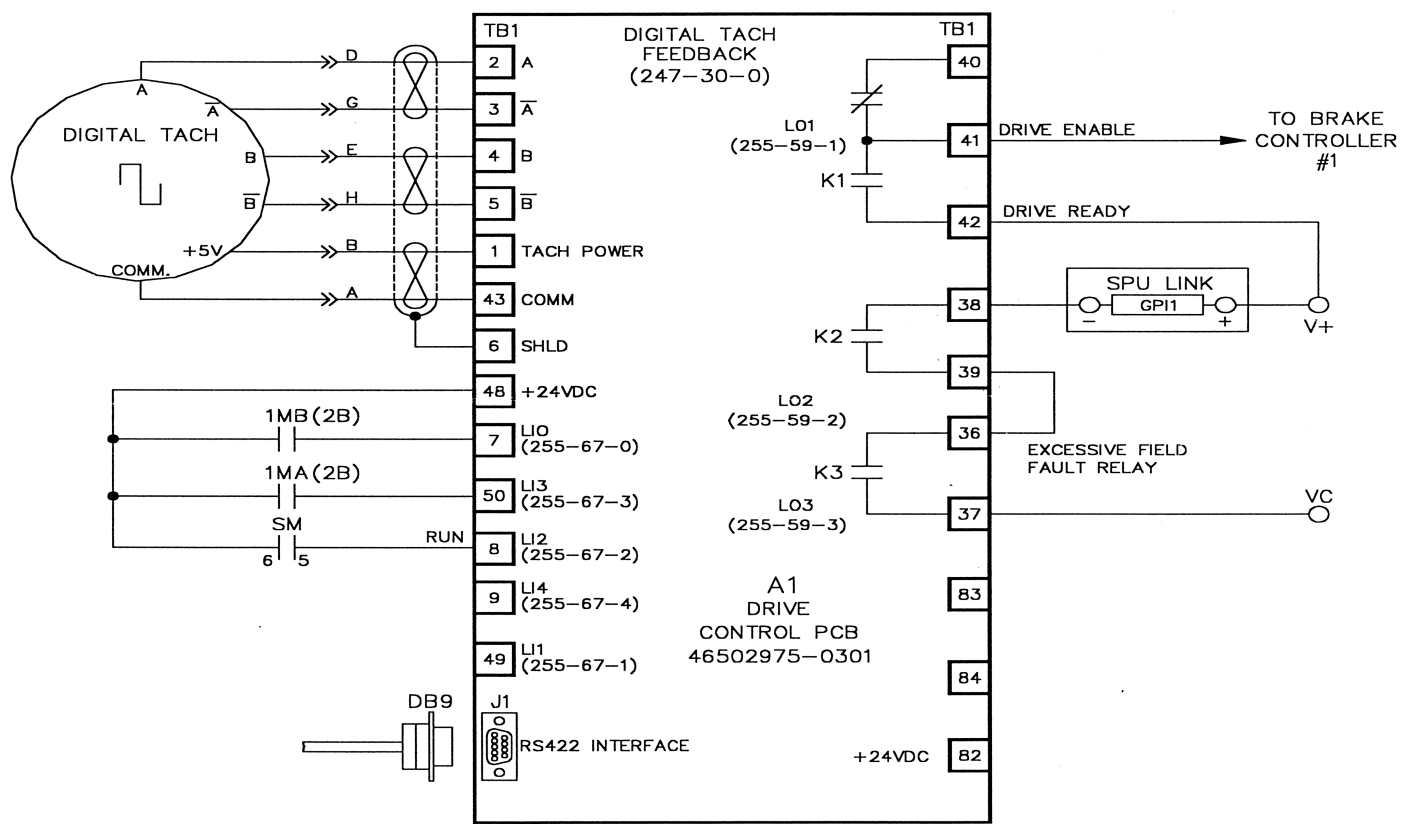 TB1
DIGITAL TACH
FEEDBACK
(247-30-0)
TB1
D
2
A
40
A
A̅
G
3
A̅
DIGITAL TACH
L01
(255-59-1)
41
DRIVE ENABLE
TO BRAKE
CONTROLLER
#1
B
E
4
B
K1
B̅
H
5
B̅
42
DRIVE READY
+5V
B
1
TACH POWER
COMM.
A
43
COMM
38
SPU LINK
GPI1
-
+
V+
6
SHLD
K2
39
48
+24VDC
L02
(255-59-2)
36
1MB(2B)
7
LI0
(255-67-0)
EXCESSIVE FIELD
FAULT RELAY
1MA(2B)
50
LI3
(255-67-3)
K3
L03
(255-59-3)
37
VC
SM
6
5
RUN
8
LI2
(255-67-2)
9
LI4
(255-67-4)
A1
DRIVE
CONTROL PCB
46502975-0301
83
49
LI1
(255-67-1)
84
DB9
J1
RS422 INTERFACE
+24VDC
82